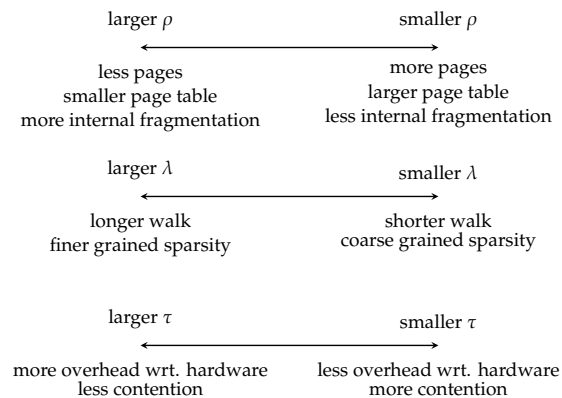 larger ρ smaller ρ
less pages more pages
smaller page table larger page table
more internal fragmentation less internal fragmentation
larger λ smaller λ
longer walk shorter walk
finer grained sparsity coarse grained sparsity
larger τ smaller τ
more overhead wrt. hardware less overhead wrt. hardware
less contention more contention